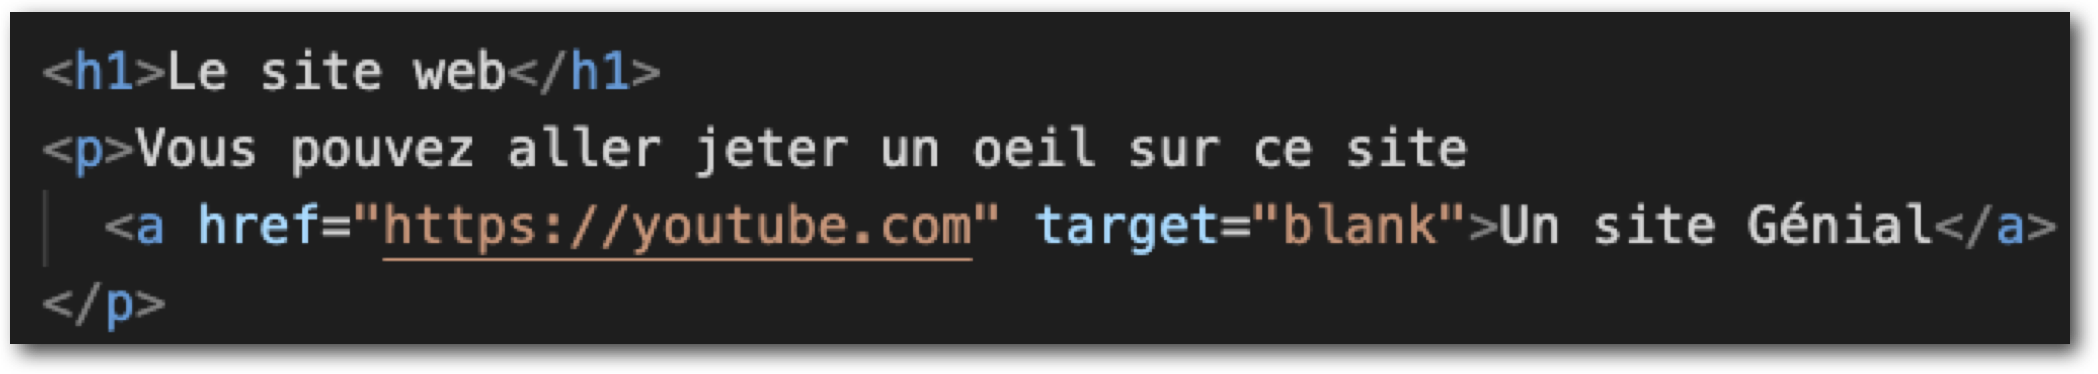 <h1>Le site web</h1>
<p>Vous pouvez aller jeter un oeil sur ce site
<a href="https://youtube.com" target="blank">Un site Génial</a>
</p>